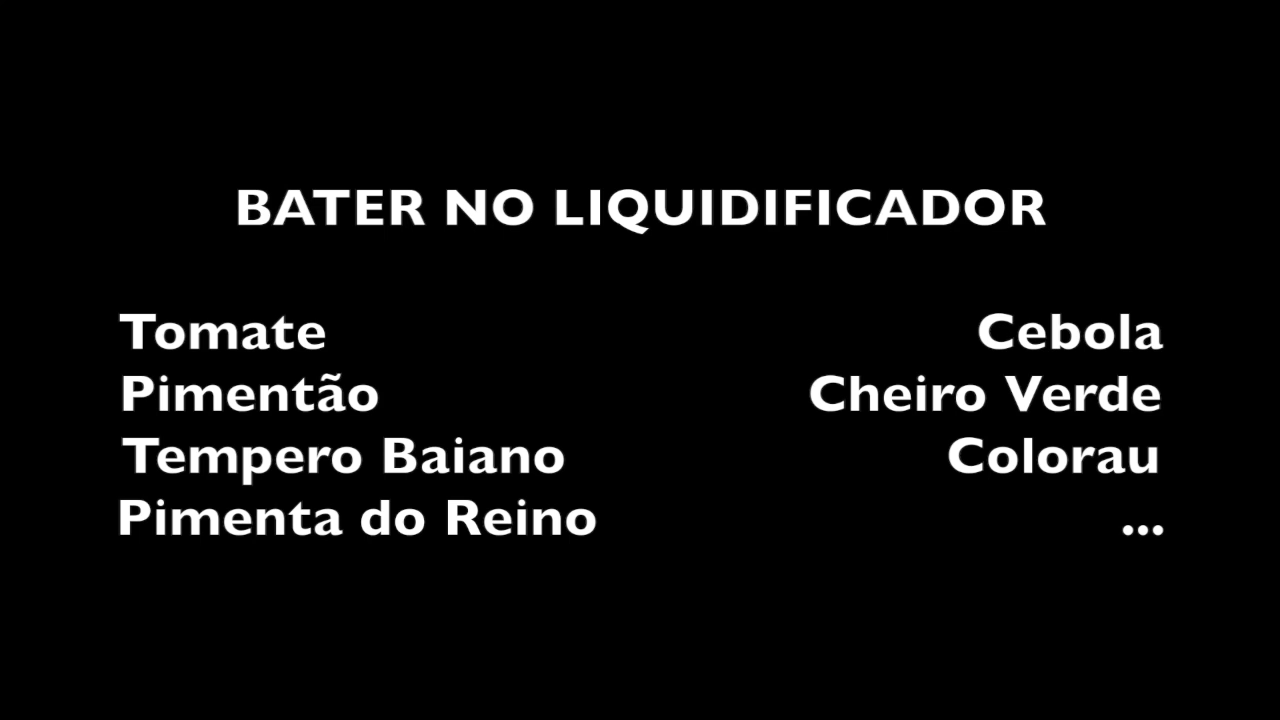 BATER NO LIQUIDIFICADOR
Tomate Cebola
Pimentão Cheiro Verde
Tempero Baiano Colorau
Pimenta do Reino ...